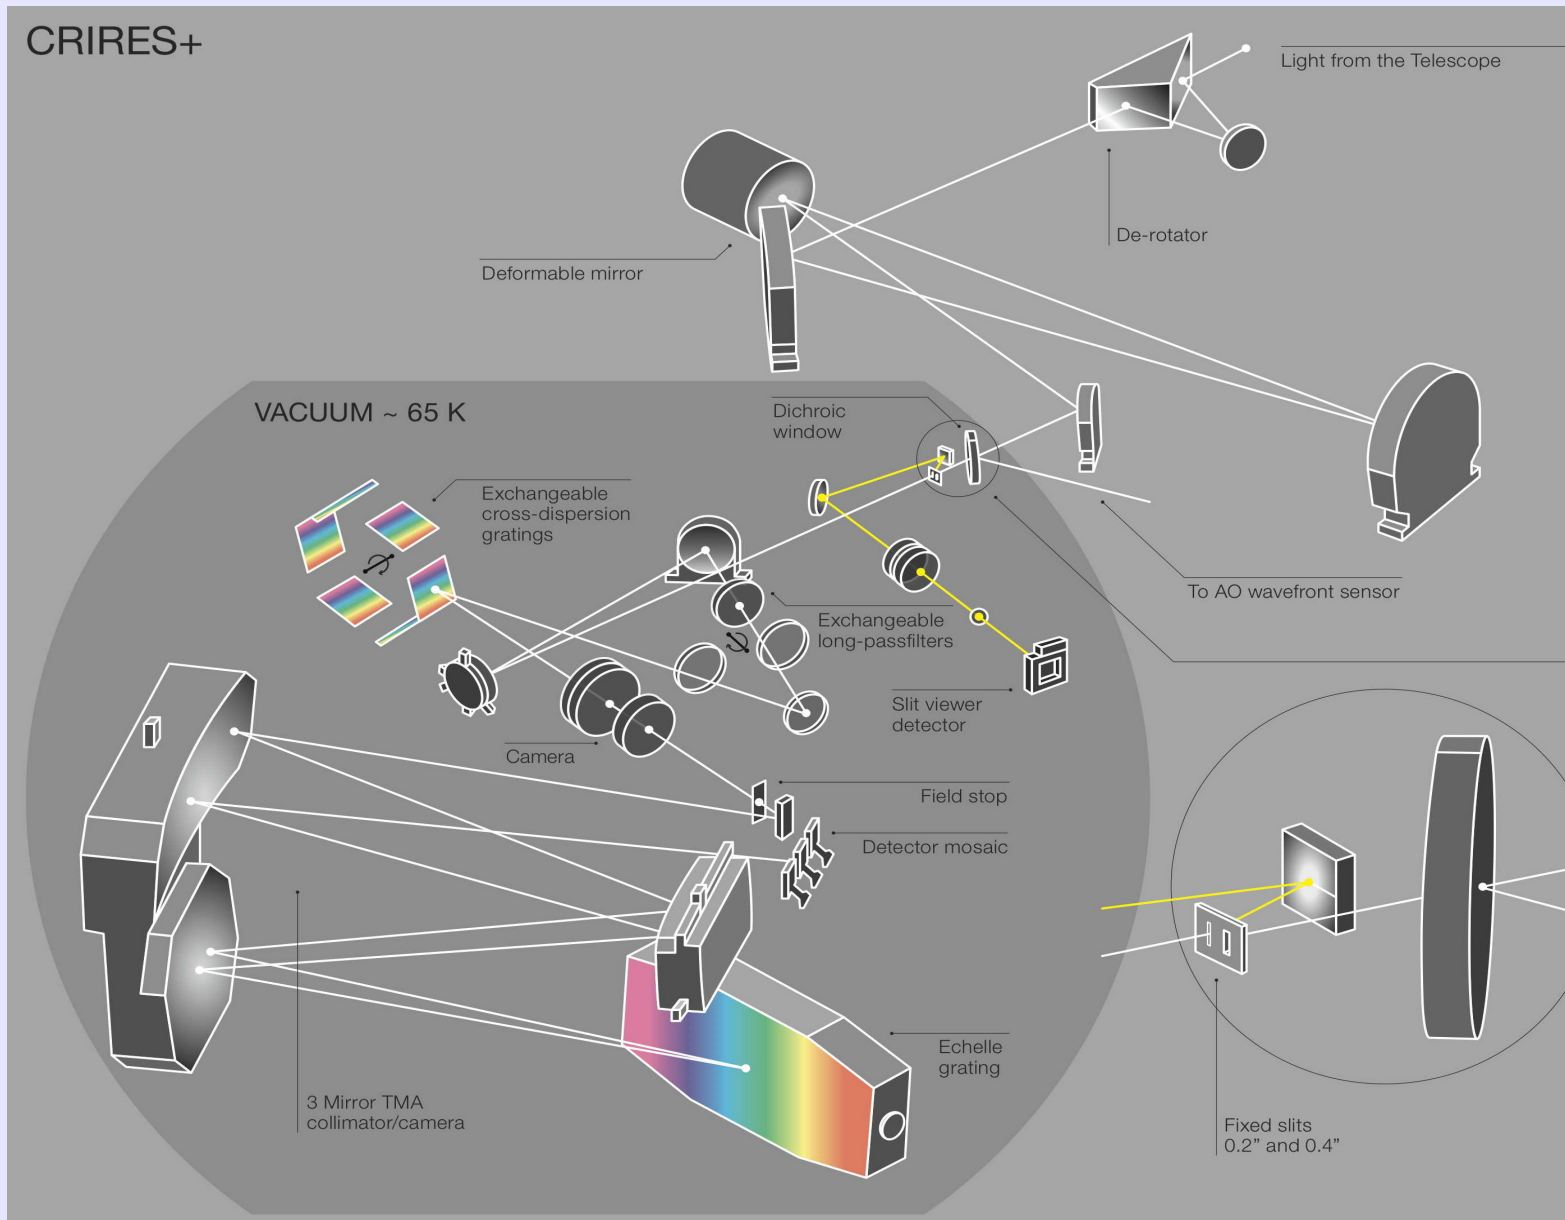 CRIRES+
Light from the Telescope
De-rotator
Deformable mirror
VACUUM ~ 65 K
Dichroic
window
Exchangeable
cross-dispersion
gratings
To AO wavefront sensor
Exchangeable
long-passfilters
Slit viewer
detector
Camera
Field stop
Detector mosaic
Echelle
grating
3 Mirror TMA
collimator/camera
Fixed slits
0.2” and 0.4”